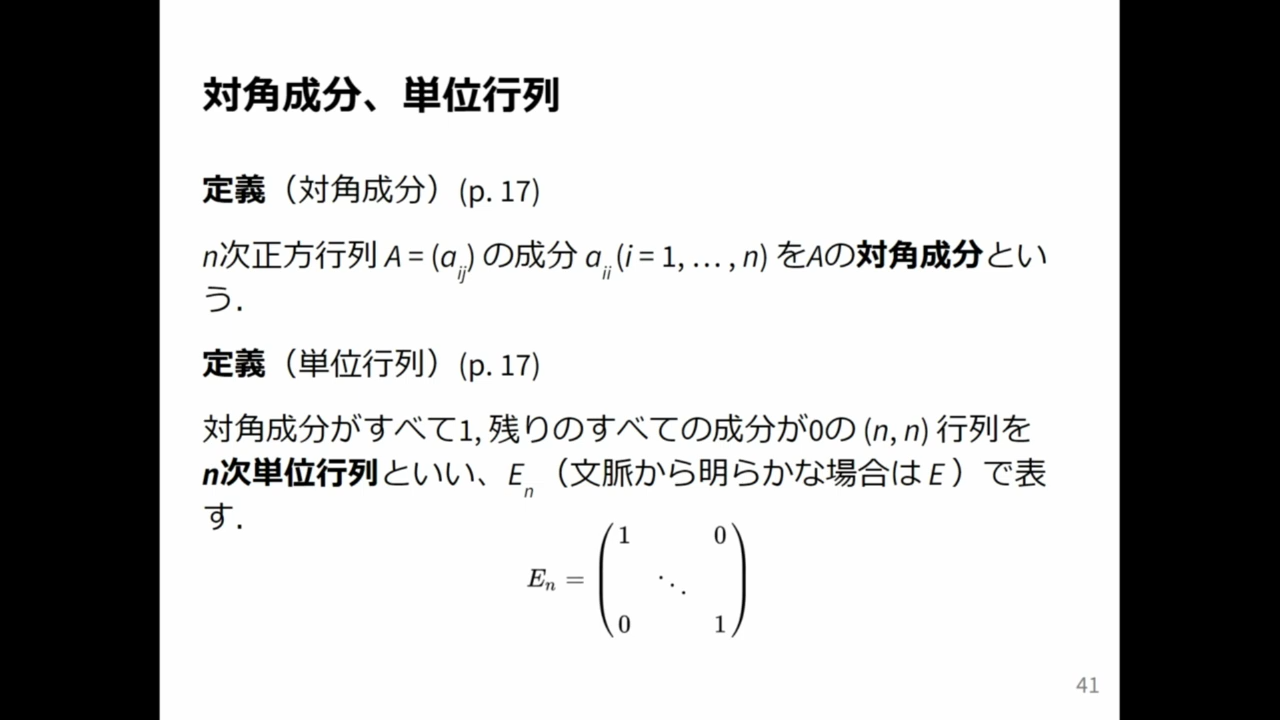 対角成分、単位行列
定義（対角成分）(p. 17)
n次正方行列 A = (a_ij) の成分 a_ii (i = 1, … , n) をAの対角成分とい
う．
定義（単位行列）(p. 17)
対角成分がすべて1, 残りのすべての成分が0の (n, n) 行列を
n次単位行列といい、E_n（文脈から明らかな場合は E ）で表
す．
1 0
E_n = ⋱
0 1
41